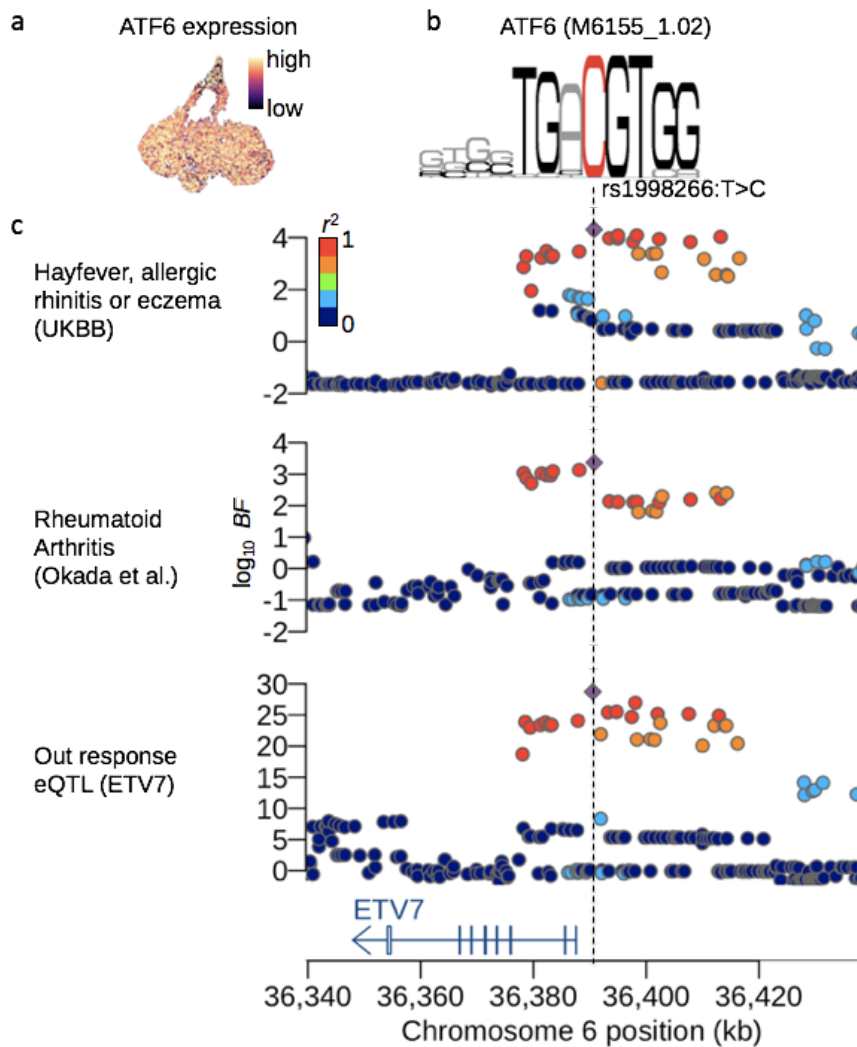 a
ATF6 expression
high
low
b
ATF6 (M6155_1.02)
TGACGTGG
rs1998266:T>C
c
r²
1
0
Hayfever, allergic
rhinitis or eczema
(UKBB)
4
2
0
-2
Rheumatoid
Arthritis
(Okada et al.)
log₁₀ BF
4
3
2
1
0
-1
-2
Out response
eQTL (ETV7)
30
25
20
15
10
5
0
ETV7
36,340
36,360
36,380
36,400
36,420
Chromosome 6 position (kb)